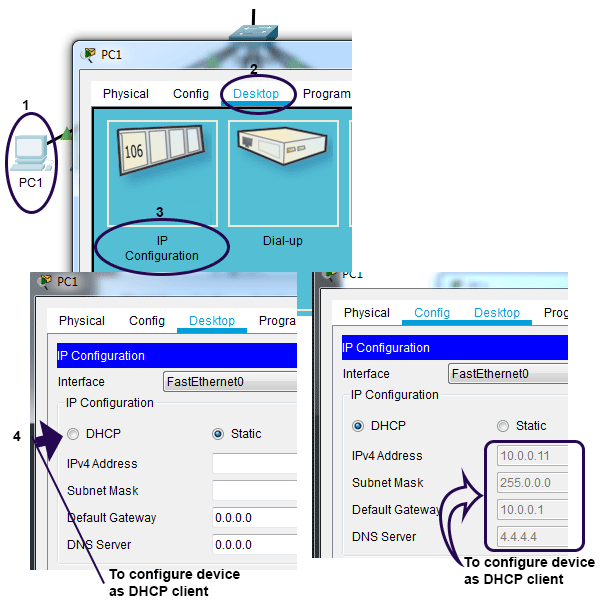 PC1
2
Physical Config Desktop Program
1
106
PC1
3
IP
Configuration
Dial-up
PC1
Physical Config Desktop
IP Configuration
Interface FastEthernet0
IP Configuration
4
DHCP Static
IPv4 Address
Subnet Mask
Default Gateway 0.0.0.0
DNS Server 0.0.0.0
To configure device
as DHCP client
PC1
Physical Config Desktop
IP Configuration
Interface FastEthernet0
IP Configuration
DHCP Static
IPv4 Address 10.0.0.11
Subnet Mask 255.0.0.0
Default Gateway 10.0.0.1
DNS Server 4.4.4.4
To configure device
as DHCP client